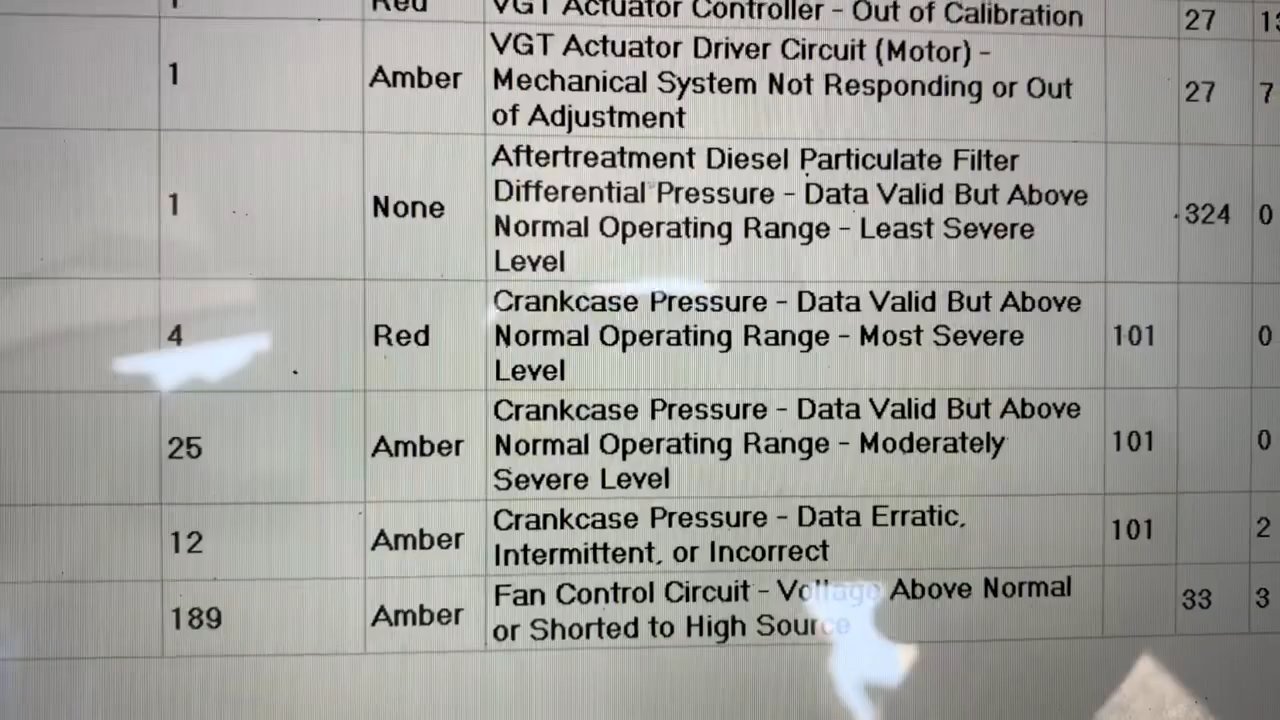 1 Red VGT Actuator Controller - Out of Calibration 27 13
VGT Actuator Driver Circuit (Motor) -
1 Amber Mechanical System Not Responding or Out 27 7
of Adjustment
Aftertreatment Diesel Particulate Filter
Differential Pressure - Data Valid But Above
1 None Normal Operating Range - Least Severe 324 0
Level
Crankcase Pressure - Data Valid But Above
4 Red Normal Operating Range - Most Severe 101 0
Level
Crankcase Pressure - Data Valid But Above
25 Amber Normal Operating Range - Moderately 101 0
Severe Level
Crankcase Pressure - Data Erratic,
12 Amber Intermittent, or Incorrect 101 2
Fan Control Circuit - Voltage Above Normal
189 Amber or Shorted to High Source 33 3